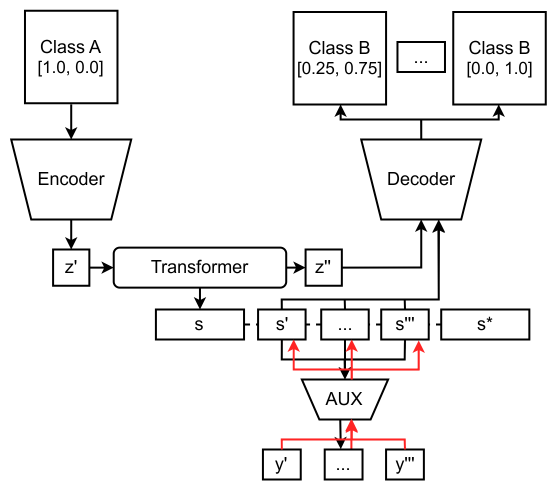 Class A
[1.0, 0.0]
Class B
[0.25, 0.75]
...
Class B
[0.0, 1.0]
Encoder
Decoder
z'
Transformer
z''
s
s'
...
s'''
s*
AUX
y'
...
y'''